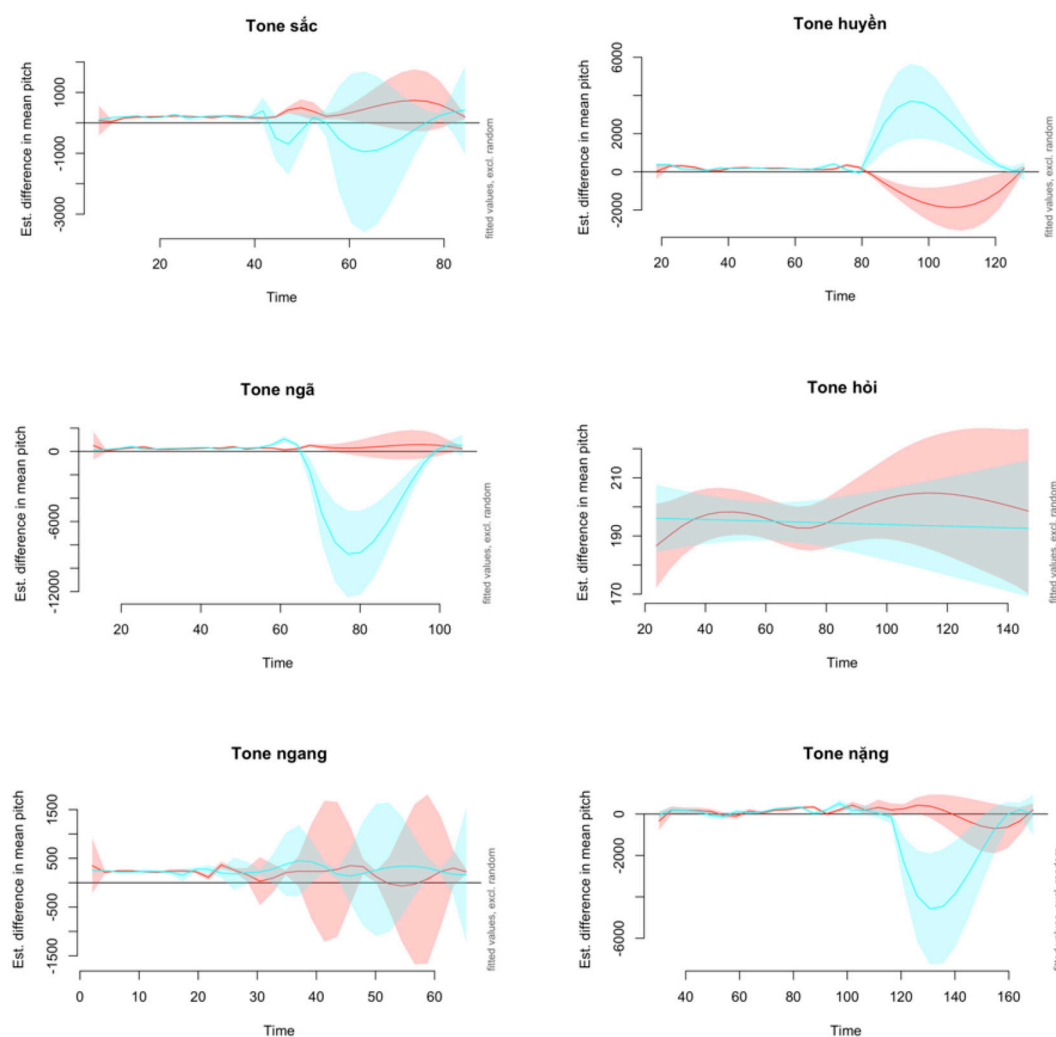 Tone sắc
Est. difference in mean pitch
1000
-1000
-3000
20
40
60
80
Time
fitted values, excl. random
Tone huyền
Est. difference in mean pitch
6000
2000
-2000
20
40
60
80
100
120
Time
fitted values, excl. random
Tone ngã
Est. difference in mean pitch
0
-6000
-12000
20
40
60
80
100
Time
fitted values, excl. random
Tone hỏi
Est. difference in mean pitch
210
190
170
20
40
60
80
100
120
140
Time
fitted values, excl. random
Tone ngang
Est. difference in mean pitch
1500
500
-500
-1500
0
10
20
30
40
50
60
Time
fitted values, excl. random
Tone nặng
Est. difference in mean pitch
0
-2000
-6000
40
60
80
100
120
140
160
Time
fitted values, excl. random